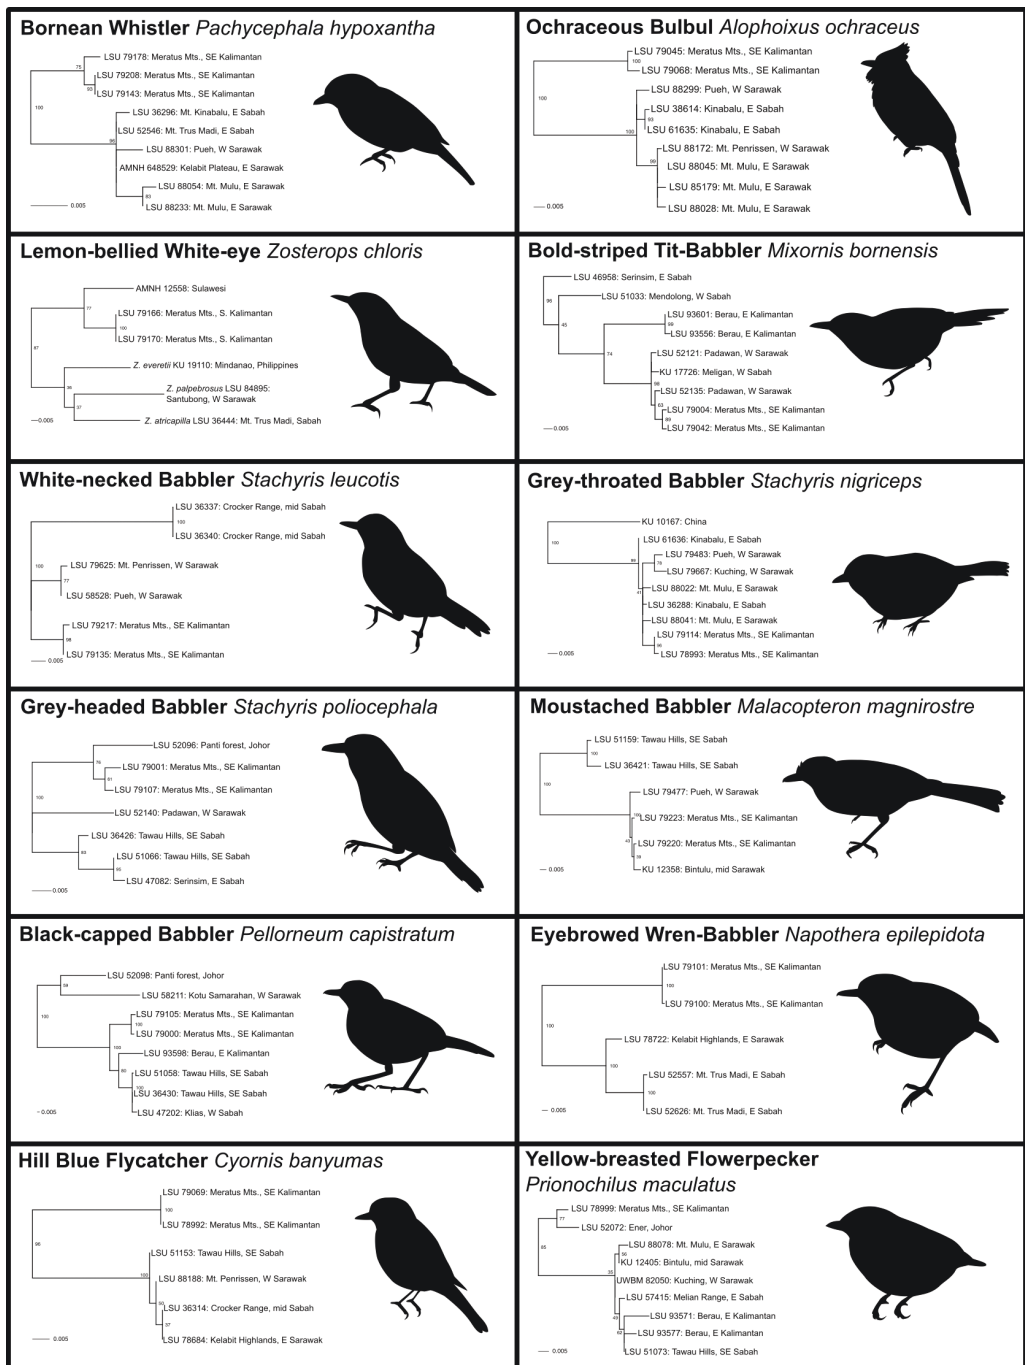 Bornean Whistler Pachycephala hypoxantha
LSU 79178: Meratus Mts., SE Kalimantan
75
LSU 79208: Meratus Mts., SE Kalimantan
93
LSU 79143: Meratus Mts., SE Kalimantan
100
LSU 36296: Mt. Kinabalu, E Sabah
LSU 52546: Mt. Trus Madi, E Sabah
LSU 88301: Pueh, W Sarawak
AMNH 648529: Kelabit Plateau, E Sarawak
LSU 88054: Mt. Mulu, E Sarawak
83
LSU 88233: Mt. Mulu, E Sarawak
0.005
Ochraceous Bulbul Alophoixus ochraceus
LSU 79045: Meratus Mts., SE Kalimantan
100
LSU 79068: Meratus Mts., SE Kalimantan
100
LSU 88299: Pueh, W Sarawak
LSU 38614: Kinabalu, E Sabah
93
LSU 61635: Kinabalu, E Sabah
100
LSU 88172: Mt. Penrissen, W Sarawak
99
LSU 88045: Mt. Mulu, E Sarawak
LSU 85179: Mt. Mulu, E Sarawak
LSU 88028: Mt. Mulu, E Sarawak
0.005
Lemon-bellied White-eye Zosterops chloris
AMNH 12558: Sulawesi
77
LSU 79166: Meratus Mts., S. Kalimantan
100
LSU 79170: Meratus Mts., S. Kalimantan
87
Z. everetii KU 19110: Mindanao, Philippines
36
Z. palpebrosus LSU 84895:
Santubong, W Sarawak
37
Z. atricapilla LSU 36444: Mt. Trus Madi, Sabah
0.005
Bold-striped Tit-Babbler Mixornis bornensis
LSU 46958: Serinsim, E Sabah
96
LSU 51033: Mendolong, W Sabah
45
LSU 93601: Berau, E Kalimantan
85
LSU 93556: Berau, E Kalimantan
74
LSU 52121: Padawan, W Sarawak
KU 17726: Meligan, W Sabah
98
LSU 52135: Padawan, W Sarawak
63
LSU 79004: Meratus Mts., SE Kalimantan
89
LSU 79042: Meratus Mts., SE Kalimantan
0.005
White-necked Babbler Stachyris leucotis
LSU 36337: Crocker Range, mid Sabah
100
LSU 36340: Crocker Range, mid Sabah
100
LSU 79625: Mt. Penrissen, W Sarawak
77
LSU 58528: Pueh, W Sarawak
LSU 79217: Meratus Mts., SE Kalimantan
98
LSU 79135: Meratus Mts., SE Kalimantan
0.005
Grey-throated Babbler Stachyris nigriceps
KU 10167: China
100
LSU 61636: Kinabalu, E Sabah
LSU 79483: Pueh, W Sarawak
78
LSU 79667: Kuching, W Sarawak
LSU 88022: Mt. Mulu, E Sarawak
41
LSU 36288: Kinabalu, E Sabah
LSU 88041: Mt. Mulu, E Sarawak
LSU 79114: Meratus Mts., SE Kalimantan
96
LSU 78993: Meratus Mts., SE Kalimantan
0.005
Grey-headed Babbler Stachyris poliocephala
LSU 52096: Panti forest, Johor
76
LSU 79001: Meratus Mts., SE Kalimantan
81
LSU 79107: Meratus Mts., SE Kalimantan
100
LSU 52140: Padawan, W Sarawak
LSU 36426: Tawau Hills, SE Sabah
83
LSU 51066: Tawau Hills, SE Sabah
95
LSU 47082: Serinsim, E Sabah
0.005
Moustached Babbler Malacopteron magnirostre
LSU 51159: Tawau Hills, SE Sabah
100
LSU 36421: Tawau Hills, SE Sabah
100
LSU 79477: Pueh, W Sarawak
100
LSU 79223: Meratus Mts., SE Kalimantan
43
LSU 79220: Meratus Mts., SE Kalimantan
KU 12358: Bintulu, mid Sarawak
0.005
Black-capped Babbler Pellorneum capistratum
LSU 52098: Panti forest, Johor
59
LSU 58211: Kotu Samarahan, W Sarawak
100
LSU 79105: Meratus Mts., SE Kalimantan
100
LSU 79000: Meratus Mts., SE Kalimantan
100
LSU 93598: Berau, E Kalimantan
80
LSU 51058: Tawau Hills, SE Sabah
100
LSU 36430: Tawau Hills, SE Sabah
LSU 47202: Klias, W Sabah
0.005
Eyebrowed Wren-Babbler Napothera epilepidota
LSU 79101: Meratus Mts., SE Kalimantan
100
LSU 79100: Meratus Mts., SE Kalimantan
100
LSU 78722: Kelabit Highlands, E Sarawak
100
LSU 52557: Mt. Trus Madi, E Sabah
100
LSU 52626: Mt. Trus Madi, E Sabah
0.005
Hill Blue Flycatcher Cyornis banyumas
LSU 79069: Meratus Mts., SE Kalimantan
100
LSU 78992: Meratus Mts., SE Kalimantan
96
LSU 51153: Tawau Hills, SE Sabah
100
LSU 88188: Mt. Penrissen, W Sarawak
50
LSU 36314: Crocker Range, mid Sabah
37
LSU 78684: Kelabit Highlands, E Sarawak
0.005
Yellow-breasted Flowerpecker
Prionochilus maculatus
LSU 78999: Meratus Mts., SE Kalimantan
77
LSU 52072: Ener, Johor
85
LSU 88078: Mt. Mulu, E Sarawak
56
KU 12405: Bintulu, mid Sarawak
35
UWBM 82050: Kuching, W Sarawak
LSU 57415: Melian Range, E Sabah
LSU 93571: Berau, E Kalimantan
62
LSU 93577: Berau, E Kalimantan
LSU 51073: Tawau Hills, SE Sabah
0.005